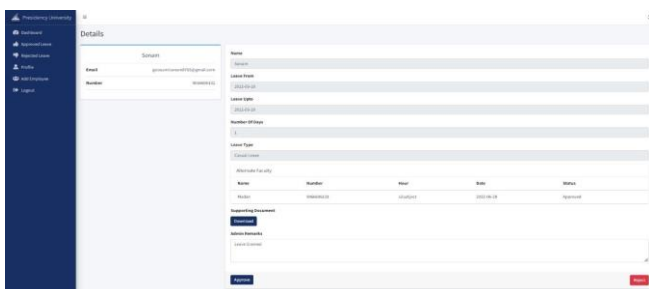 Presidency University
Dashboard
Approved Leave
Rejected Leave
Profile
Add Employee
Logout
Details
Sonam
Email
Number
Name
Sonam
Leave From
Leave Upto
Number Of Days
1
Leave Type
Casual Leave
Alternate Faculty
Name Number Hour Date Status
Approved
Supporting Document
Download
Admin Remarks
Leave Granted
Approve
Reject